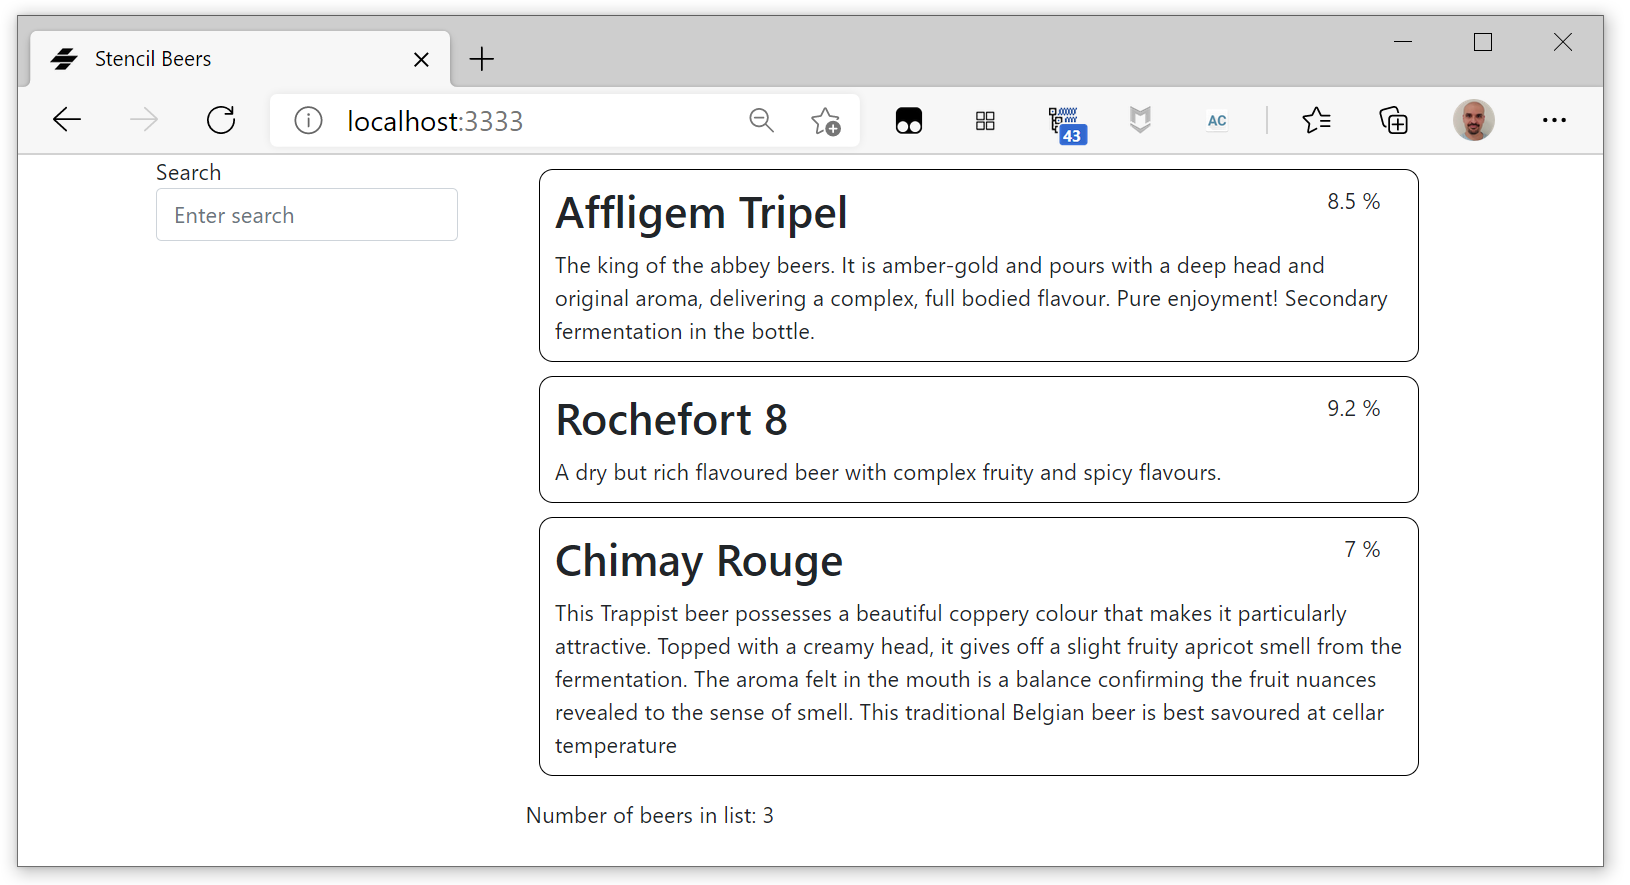 Stencil Beers
localhost:3333
43
AC
Search
Enter search
Affligem Tripel
8.5 %
The king of the abbey beers. It is amber-gold and pours with a deep head and
original aroma, delivering a complex, full bodied flavour. Pure enjoyment! Secondary
fermentation in the bottle.
Rochefort 8
9.2 %
A dry but rich flavoured beer with complex fruity and spicy flavours.
Chimay Rouge
7 %
This Trappist beer possesses a beautiful coppery colour that makes it particularly
attractive. Topped with a creamy head, it gives off a slight fruity apricot smell from the
fermentation. The aroma felt in the mouth is a balance confirming the fruit nuances
revealed to the sense of smell. This traditional Belgian beer is best savoured at cellar
temperature
Number of beers in list: 3